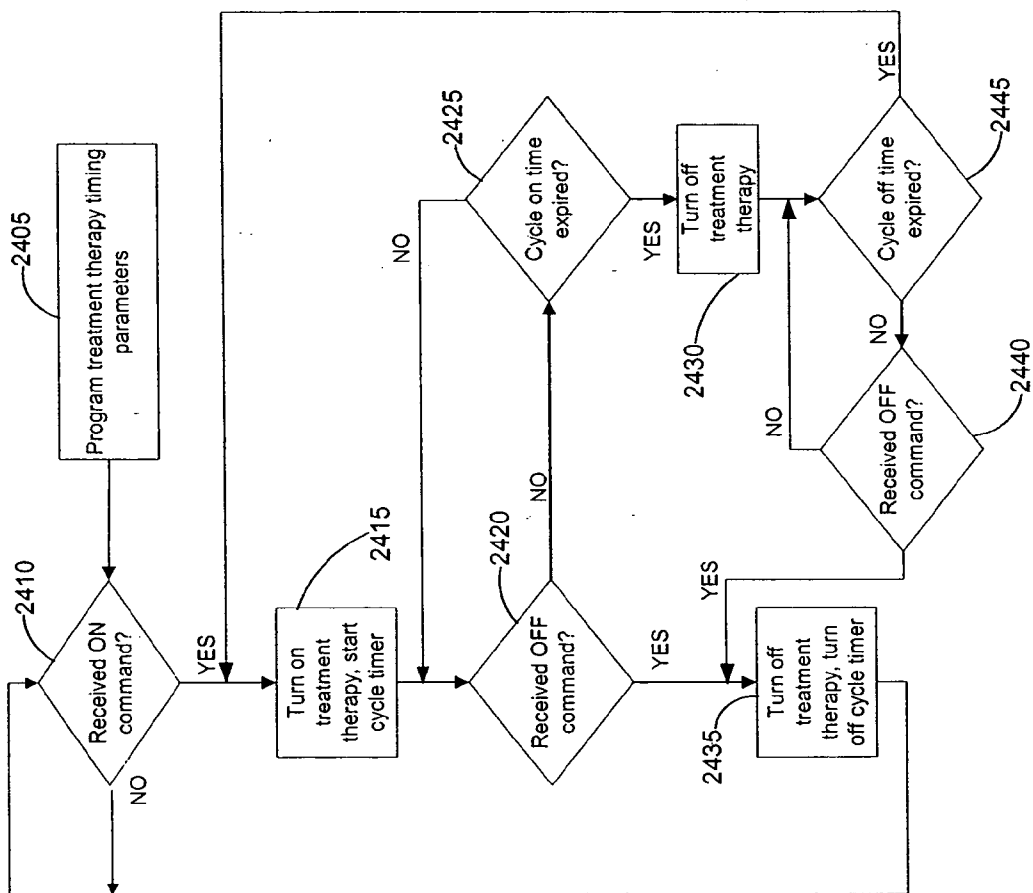 2405
Program treatment therapy timing
parameters
2410
Received ON
command?
NO
YES
2415
Turn on
treatment
therapy, start
cycle timer
2420
Received OFF
command?
NO
YES
2425
Cycle on time
expired?
NO
YES
2430
Turn off
treatment
therapy
2445
Cycle off time
expired?
YES
NO
2440
Received OFF
command?
NO
YES
2435
Turn off
treatment
therapy, turn
off cycle timer